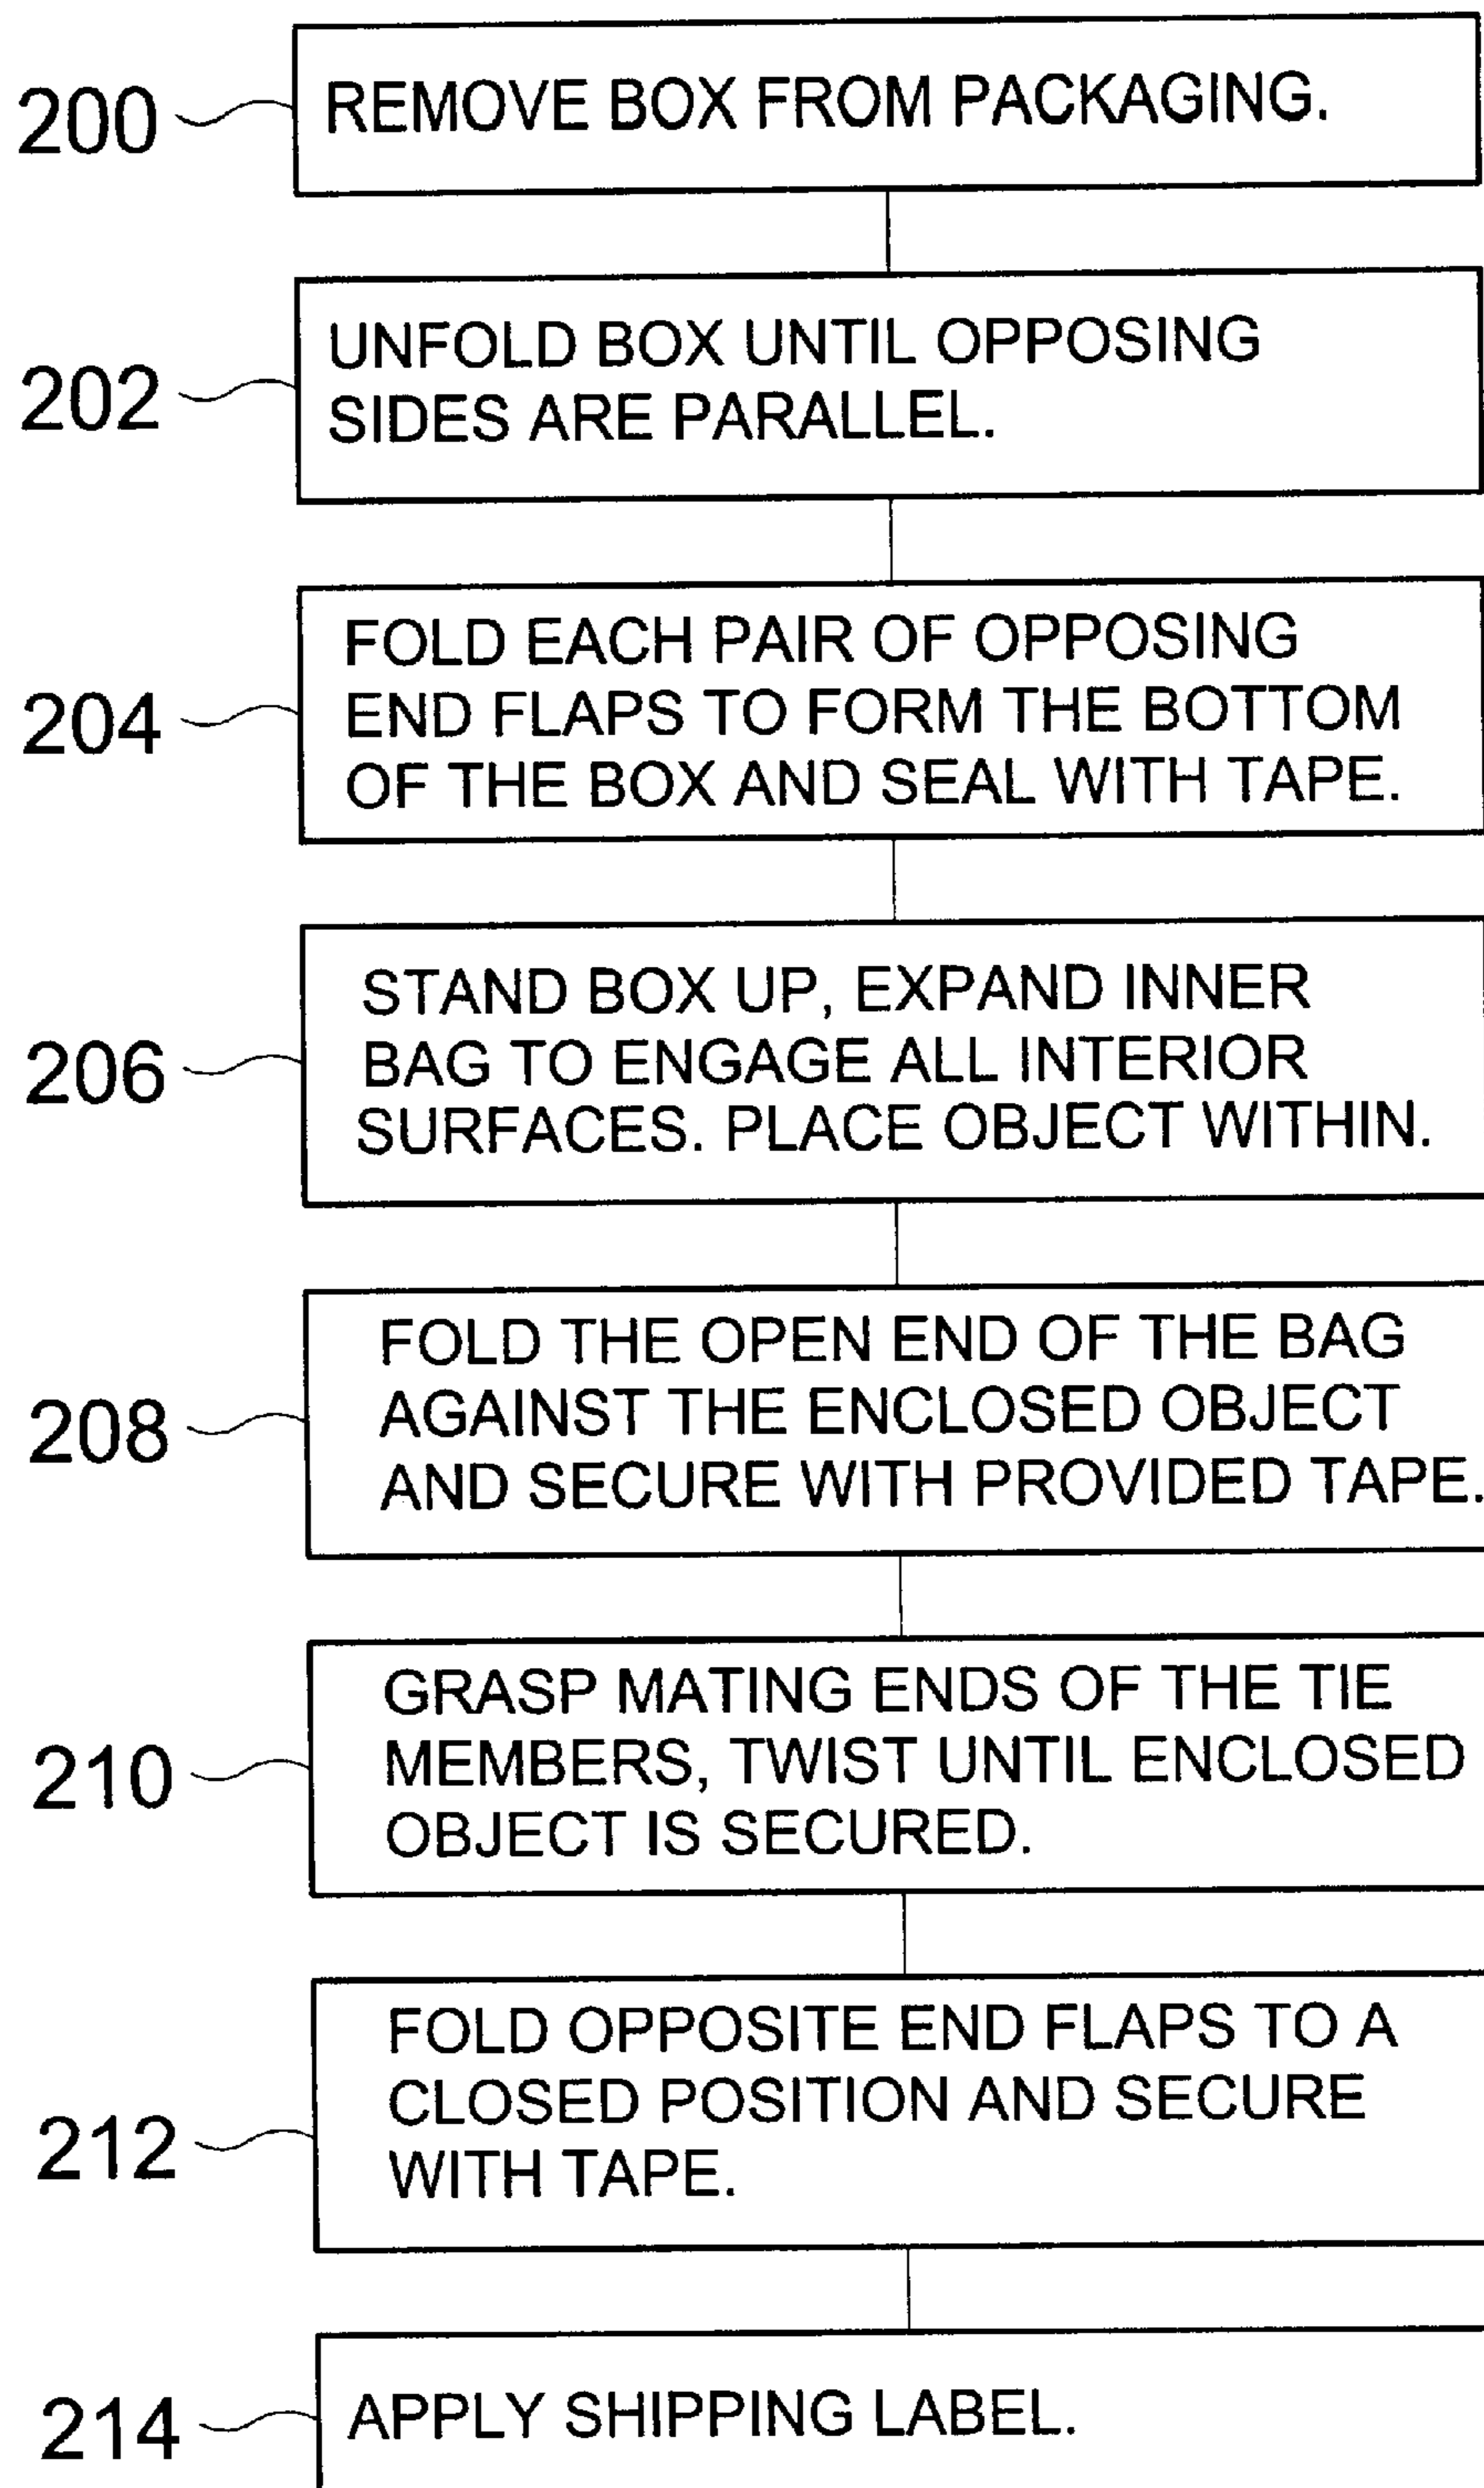 200
REMOVE BOX FROM PACKAGING.
202
UNFOLD BOX UNTIL OPPOSING
SIDES ARE PARALLEL.
204
FOLD EACH PAIR OF OPPOSING
END FLAPS TO FORM THE BOTTOM
OF THE BOX AND SEAL WITH TAPE.
206
STAND BOX UP, EXPAND INNER
BAG TO ENGAGE ALL INTERIOR
SURFACES. PLACE OBJECT WITHIN.
208
FOLD THE OPEN END OF THE BAG
AGAINST THE ENCLOSED OBJECT
AND SECURE WITH PROVIDED TAPE.
210
GRASP MATING ENDS OF THE TIE
MEMBERS, TWIST UNTIL ENCLOSED
OBJECT IS SECURED.
212
FOLD OPPOSITE END FLAPS TO A
CLOSED POSITION AND SECURE
WITH TAPE.
214
APPLY SHIPPING LABEL.